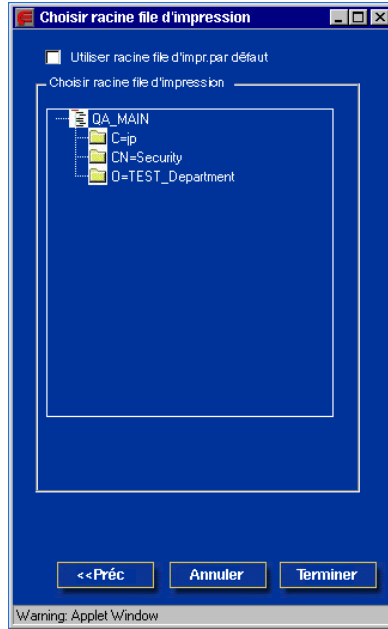 Choisir racine file d'impression
Utiliser racine file d'impr.par défaut
Choisir racine file d'impression
QA_MAIN
C=jp
CN=Security
O=TEST_Department
<<Préc
Annuler
Terminer
Warning: Applet Window